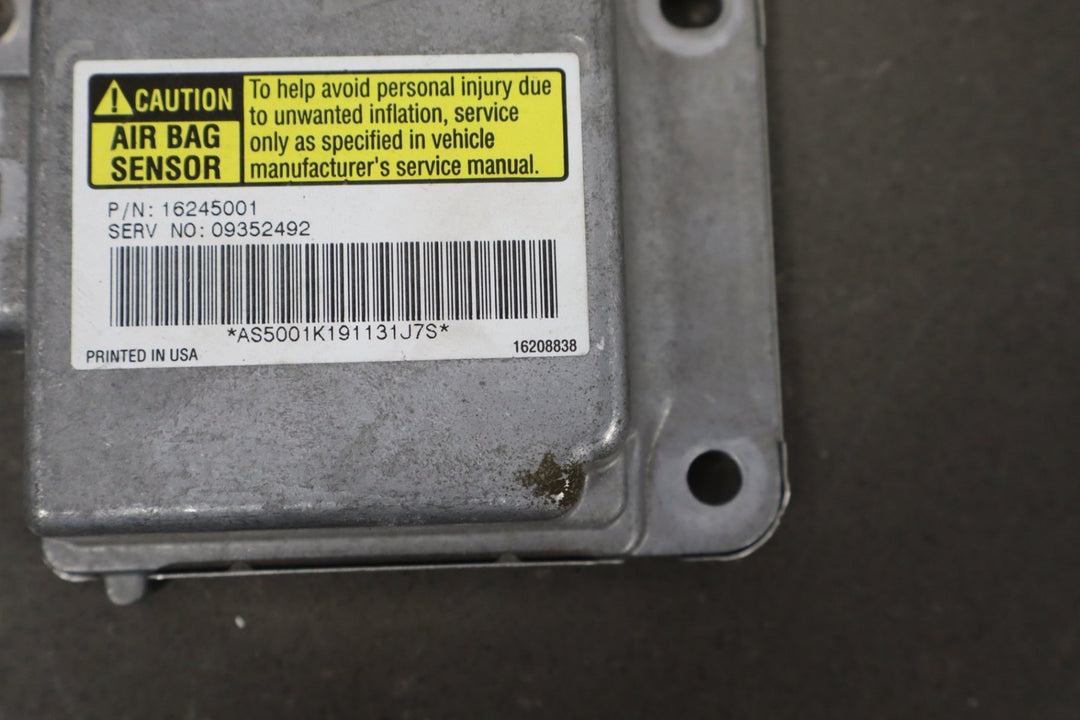 CAUTION
AIR BAG
SENSOR
To help avoid personal injury due
to unwanted inflation, service
only as specified in vehicle
manufacturer's service manual.
P/N: 16245001
SERV NO: 09352492
*AS5001K191131J7S*
PRINTED IN USA
16208838